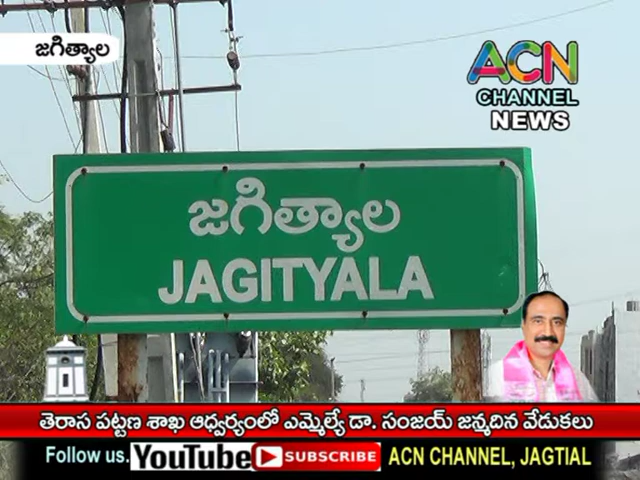 జగిత్యాల
ACN
CHANNEL
NEWS
జగిత్యాల
JAGITYALA
తెరాస పట్టణ శాఖ ఆధ్వర్యంలో ఎమ్మెల్యే డా. సంజయ్ జన్మదిన వేడుకలు
Follow us. YouTube SUBSCRIBE ACN CHANNEL, JAGTIAL